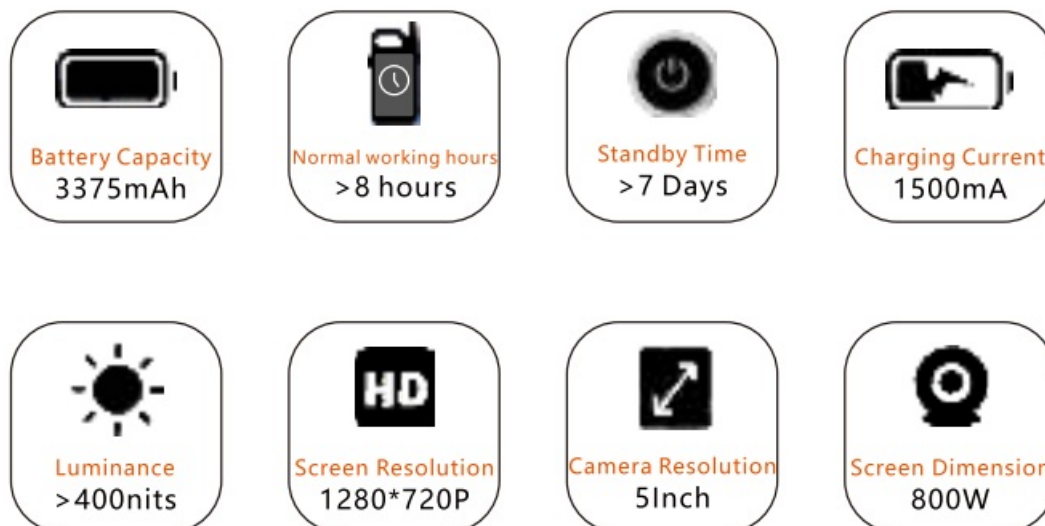 Battery Capacity
3375mAh
Normal working hours
>8 hours
Standby Time
>7 Days
Charging Current
1500mA
Luminance
>400nits
HD
Screen Resolution
1280*720P
Camera Resolution
5Inch
Screen Dimension
800W